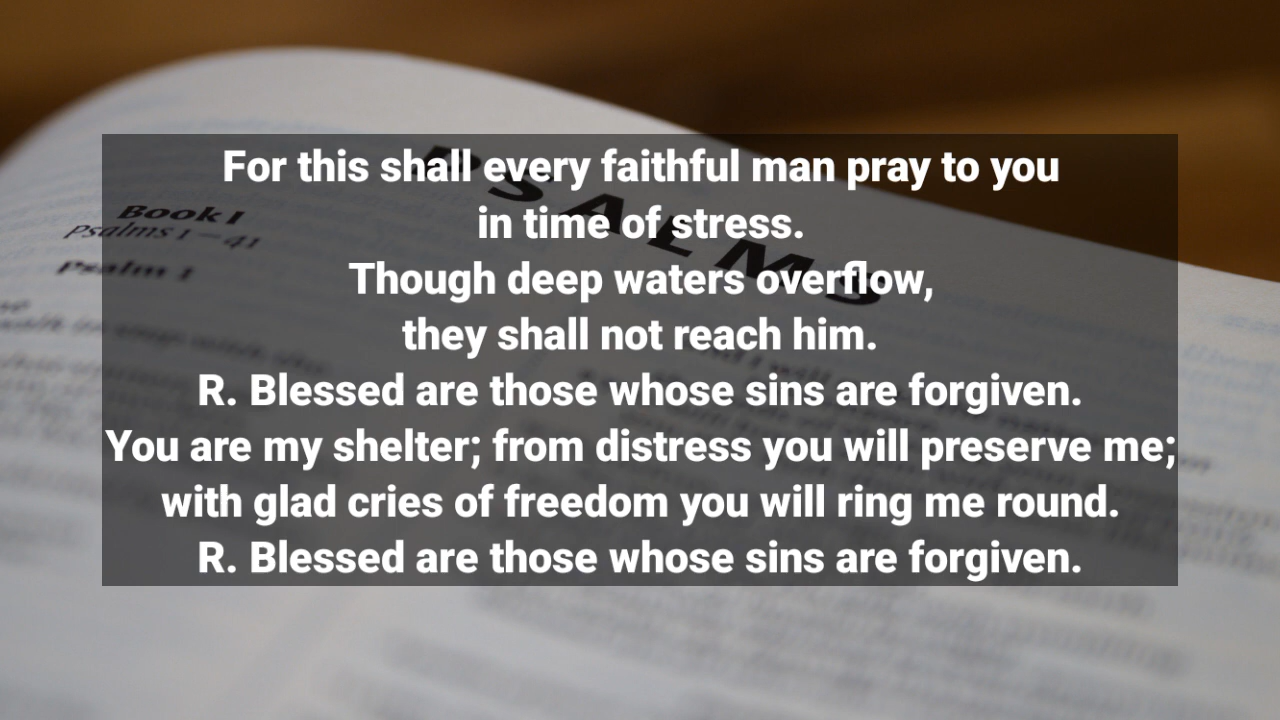 PSALMS
Book I
Psalms 1–41
Psalm 1
For this shall every faithful man pray to you
in time of stress.
Though deep waters overflow,
they shall not reach him.
R. Blessed are those whose sins are forgiven.
You are my shelter; from distress you will preserve me;
with glad cries of freedom you will ring me round.
R. Blessed are those whose sins are forgiven.